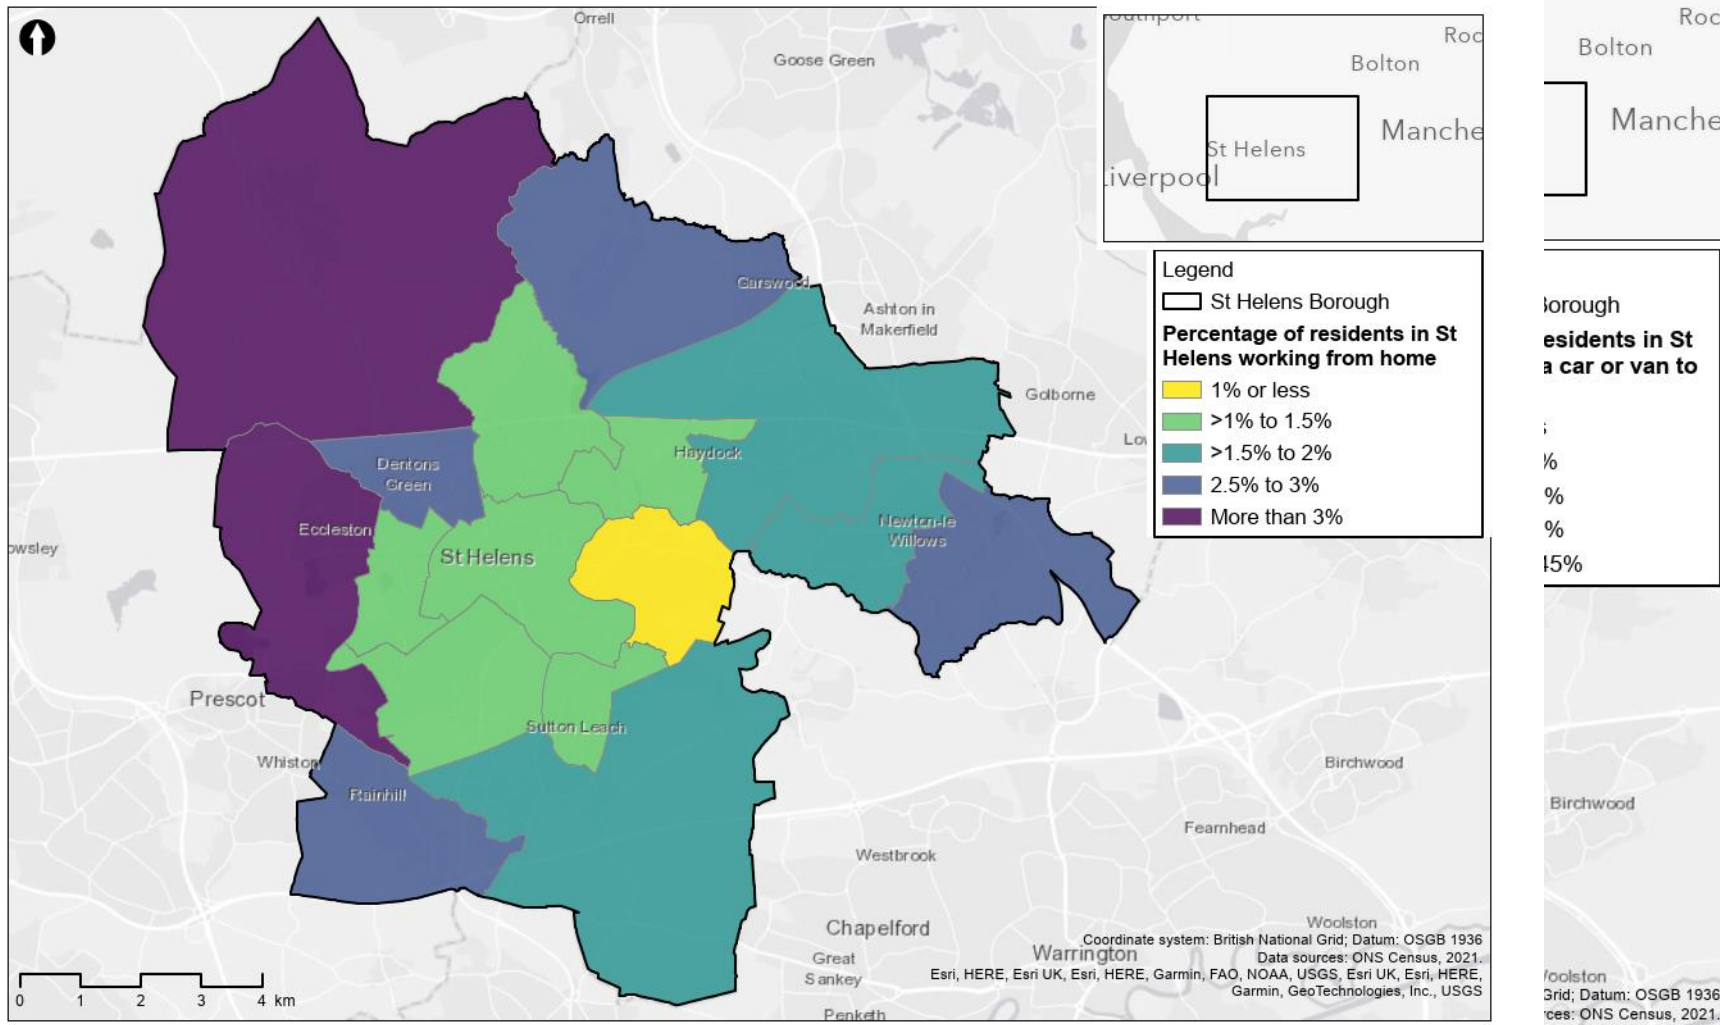 Orrell
Goose Green
Garswood
Ashton in
Makerfield
Golborne
Haydock
Dentons
Green
Eccleston
St Helens
Newton-le
Willows
Prescot
Sutton Leach
Whiston
Rainhill
Birchwood
Fearnhead
Westbrook
Chapelford
Great
Sankey
Warrington
Woolston
Penketh
0 1 2 3 4 km
Bolton
Manche
St Helens
Liverpool
Legend
St Helens Borough
Percentage of residents in St
Helens working from home
1% or less
>1% to 1.5%
>1.5% to 2%
2.5% to 3%
More than 3%
Coordinate system: British National Grid; Datum: OSGB 1936
Data sources: ONS Census, 2021.
Esri, HERE, Esri UK, Esri, HERE, Garmin, FAO, NOAA, USGS, Esri UK, Esri, HERE,
Garmin, GeoTechnologies, Inc., USGS
Roc
Bolton
Manche
Borough
esidents in St
a car or van to
%
%
%
45%
Birchwood
Woolston
Grid; Datum: OSGB 1936
rces: ONS Census, 2021.